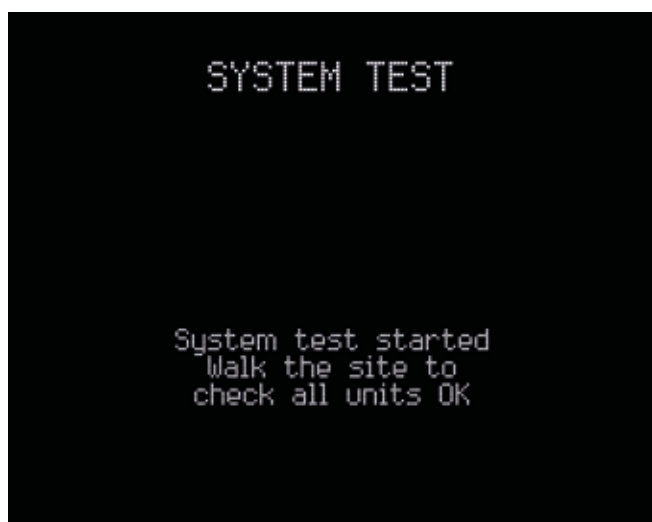 SYSTEM TEST
System test started
Walk the site to
check all units OK